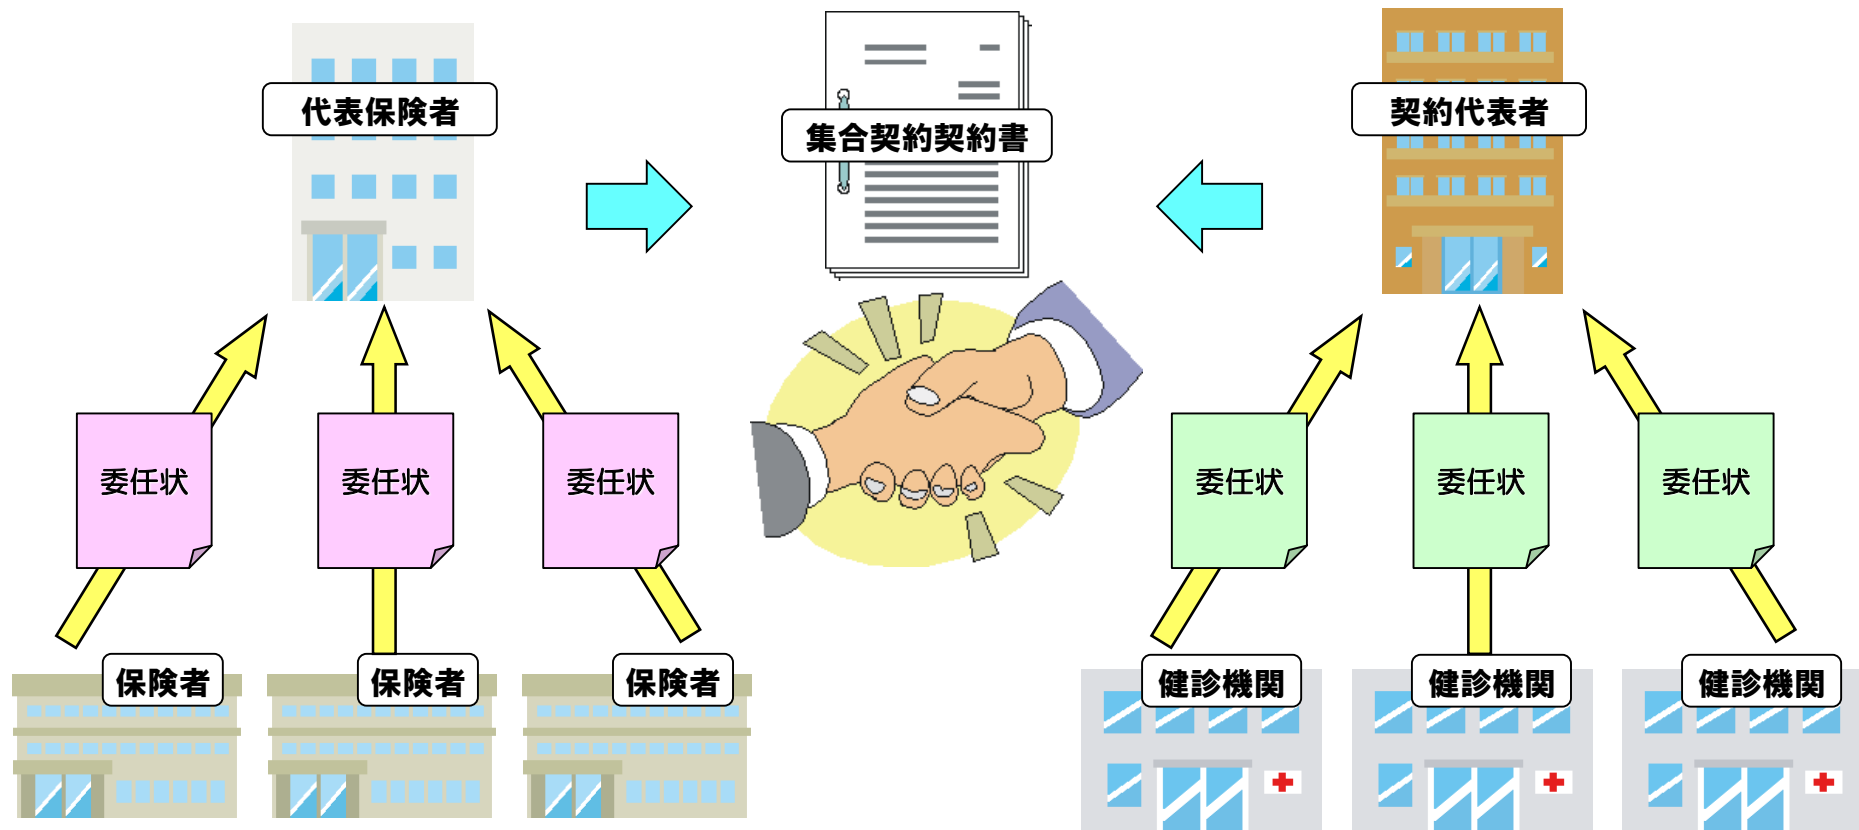 代表保険者
集合契約契約書
契約代表者
委任状
委任状
委任状
委任状
委任状
委任状
保険者
保険者
保険者
健診機関
健診機関
健診機関